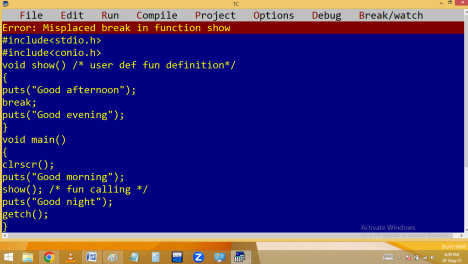 TC
File Edit Run Compile Project Options Debug Break/watch
Error: Misplaced break in function show
#include<stdio.h>
#include<conio.h>
void show() /* user def fun definition*/
{
puts("Good afternoon");
break;
puts("Good evening");
}
void main()
{
clrscr();
puts("Good morning");
show(); /* fun calling */
puts("Good night");
getch();
}
Activate Windows